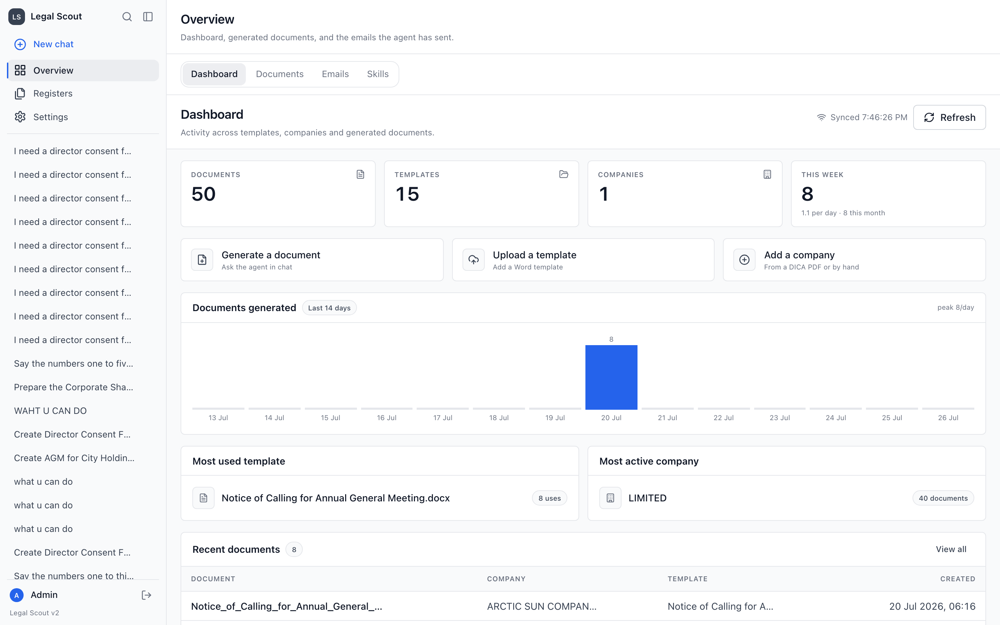 LS Legal Scout
New chat
Overview
Registers
Settings
I need a director consent f...
I need a director consent f...
I need a director consent f...
I need a director consent f...
I need a director consent f...
I need a director consent f...
I need a director consent f...
I need a director consent f...
I need a director consent f...
Say the numbers one to fiv...
Prepare the Corporate Sha...
WAHT U CAN DO
Create Director Consent F...
Create AGM for City Holdin...
what u can do
what u can do
what u can do
Create Director Consent F...
Say the numbers one to thi...
A Admin
Legal Scout v2
Overview
Dashboard, generated documents, and the emails the agent has sent.
Dashboard Documents Emails Skills
Dashboard
Activity across templates, companies and generated documents.
Synced 7:46:26 PM Refresh
DOCUMENTS
50
TEMPLATES
15
COMPANIES
1
THIS WEEK
8
1.1 per day · 8 this month
Generate a document
Ask the agent in chat
Upload a template
Add a Word template
Add a company
From a DICA PDF or by hand
Documents generated Last 14 days peak 8/day
8
13 Jul 14 Jul 15 Jul 16 Jul 17 Jul 18 Jul 19 Jul 20 Jul 21 Jul 22 Jul 23 Jul 24 Jul 25 Jul 26 Jul
Most used template
Notice of Calling for Annual General Meeting.docx 8 uses
Most active company
LIMITED 40 documents
Recent documents 8 View all
DOCUMENT COMPANY TEMPLATE CREATED
Notice_of_Calling_for_Annual_General_... ARCTIC SUN COMPAN... Notice of Calling for A... 20 Jul 2026, 06:16